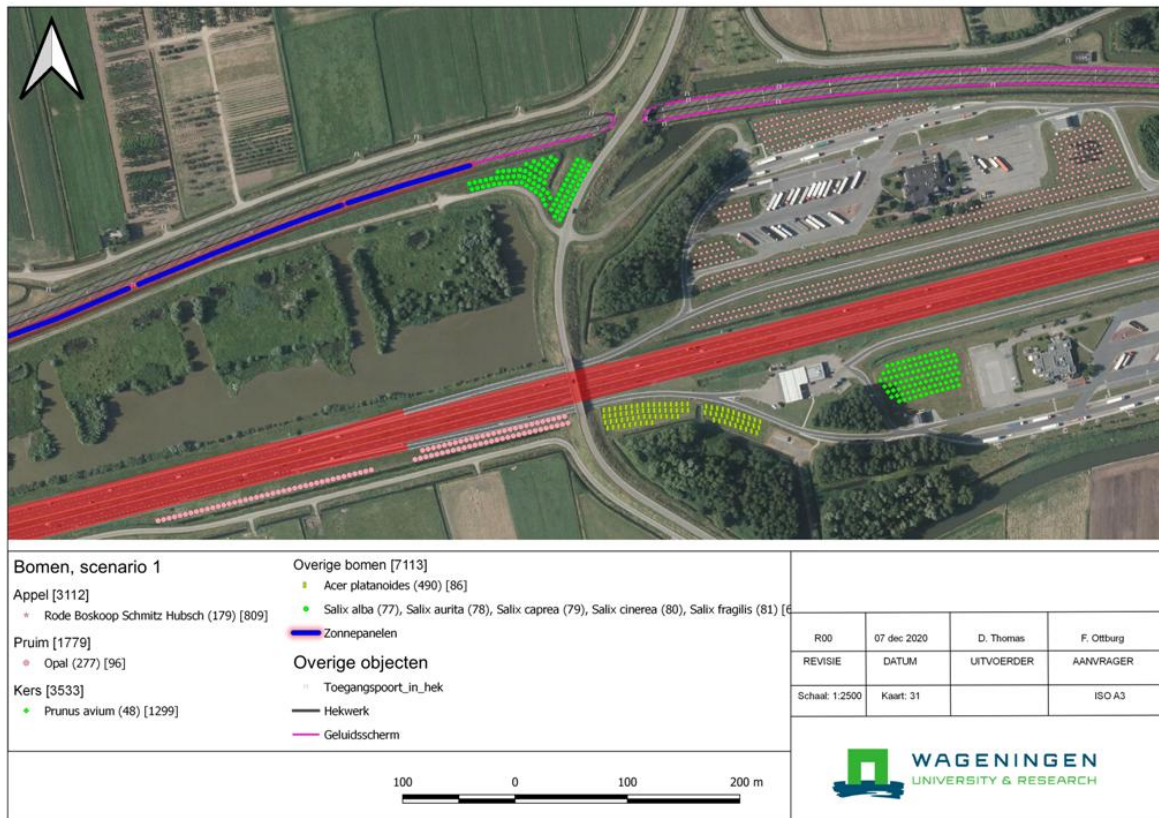 Bomen, scenario 1
Appel [3112]
Rode Boskoop Schmitz Hubsch (179) [809]
Pruim [1779]
Opal (277) [96]
Kers [3533]
Prunus avium (48) [1299]
Overige bomen [7113]
Acer platanoides (490) [86]
Salix alba (77), Salix aurita (78), Salix caprea (79), Salix cinerea (80), Salix fragilis (81)
Zonnepanelen
Overige objecten
Toegangspoort_in_hek
Hekwerk
Geluidsscherm
R00 07 dec 2020 D. Thomas F. Ottburg
REVISIE DATUM UITVOERDER AANVRAGER
Schaal: 1:2500 Kaart: 31 ISO A3
100 0 100 200 m
WAGENINGEN
UNIVERSITY & RESEARCH